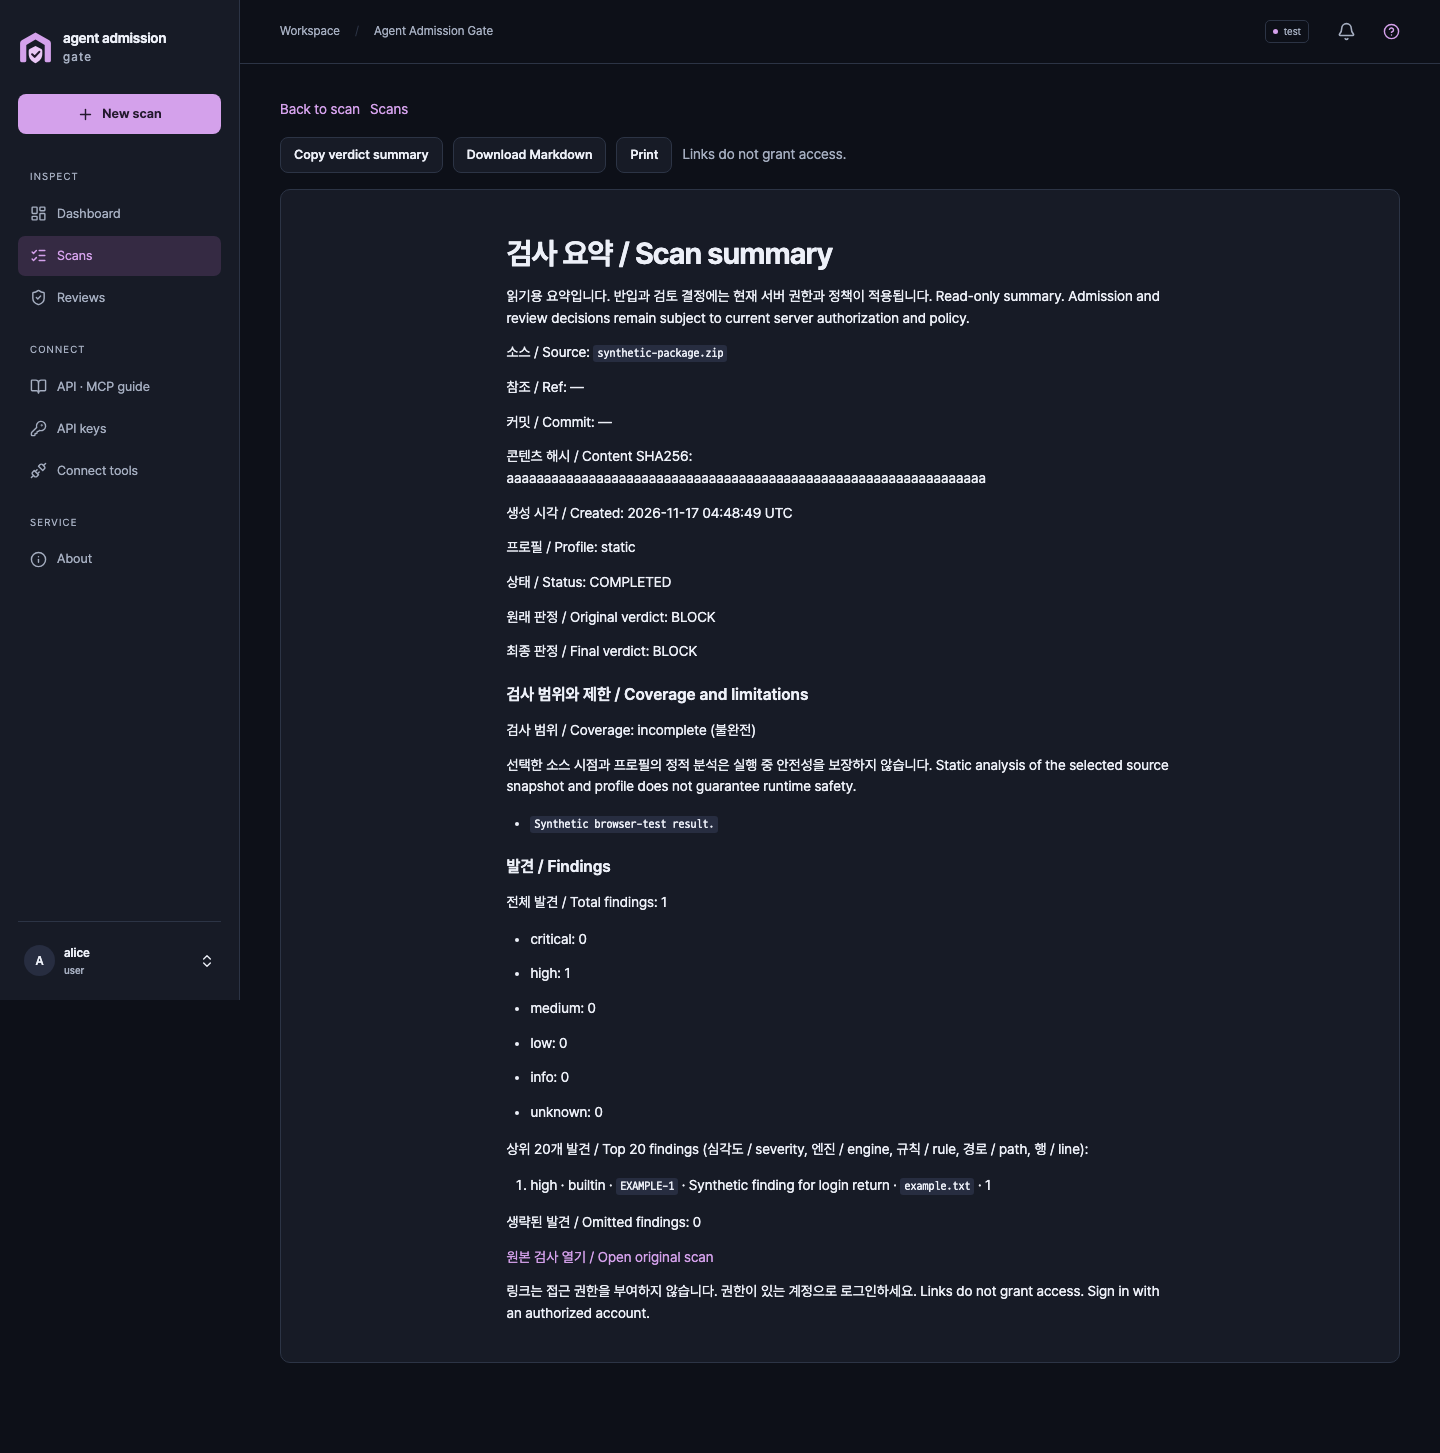 agent admission
gate
New scan
INSPECT
Dashboard
Scans
Reviews
CONNECT
API · MCP guide
API keys
Connect tools
SERVICE
About
A
alice
user
Workspace / Agent Admission Gate
test
Back to scan Scans
Copy verdict summary
Download Markdown
Print
Links do not grant access.
검사 요약 / Scan summary
읽기용 요약입니다. 반입과 검토 결정에는 현재 서버 권한과 정책이 적용됩니다. Read-only summary. Admission and
review decisions remain subject to current server authorization and policy.
소스 / Source: synthetic-package.zip
참조 / Ref: —
커밋 / Commit: —
콘텐츠 해시 / Content SHA256:
aaaaaaaaaaaaaaaaaaaaaaaaaaaaaaaaaaaaaaaaaaaaaaaaaaaaaaaaaaaaaaaa
생성 시각 / Created: 2026-11-17 04:48:49 UTC
프로필 / Profile: static
상태 / Status: COMPLETED
원래 판정 / Original verdict: BLOCK
최종 판정 / Final verdict: BLOCK
검사 범위와 제한 / Coverage and limitations
검사 범위 / Coverage: incomplete (불완전)
선택한 소스 시점과 프로필의 정적 분석은 실행 중 안전성을 보장하지 않습니다. Static analysis of the selected source
snapshot and profile does not guarantee runtime safety.
• Synthetic browser-test result.
발견 / Findings
전체 발견 / Total findings: 1
• critical: 0
• high: 1
• medium: 0
• low: 0
• info: 0
• unknown: 0
상위 20개 발견 / Top 20 findings (심각도 / severity, 엔진 / engine, 규칙 / rule, 경로 / path, 행 / line):
1. high · builtin · EXAMPLE-1 · Synthetic finding for login return · example.txt · 1
생략된 발견 / Omitted findings: 0
원본 검사 열기 / Open original scan
링크는 접근 권한을 부여하지 않습니다. 권한이 있는 계정으로 로그인하세요. Links do not grant access. Sign in with
an authorized account.